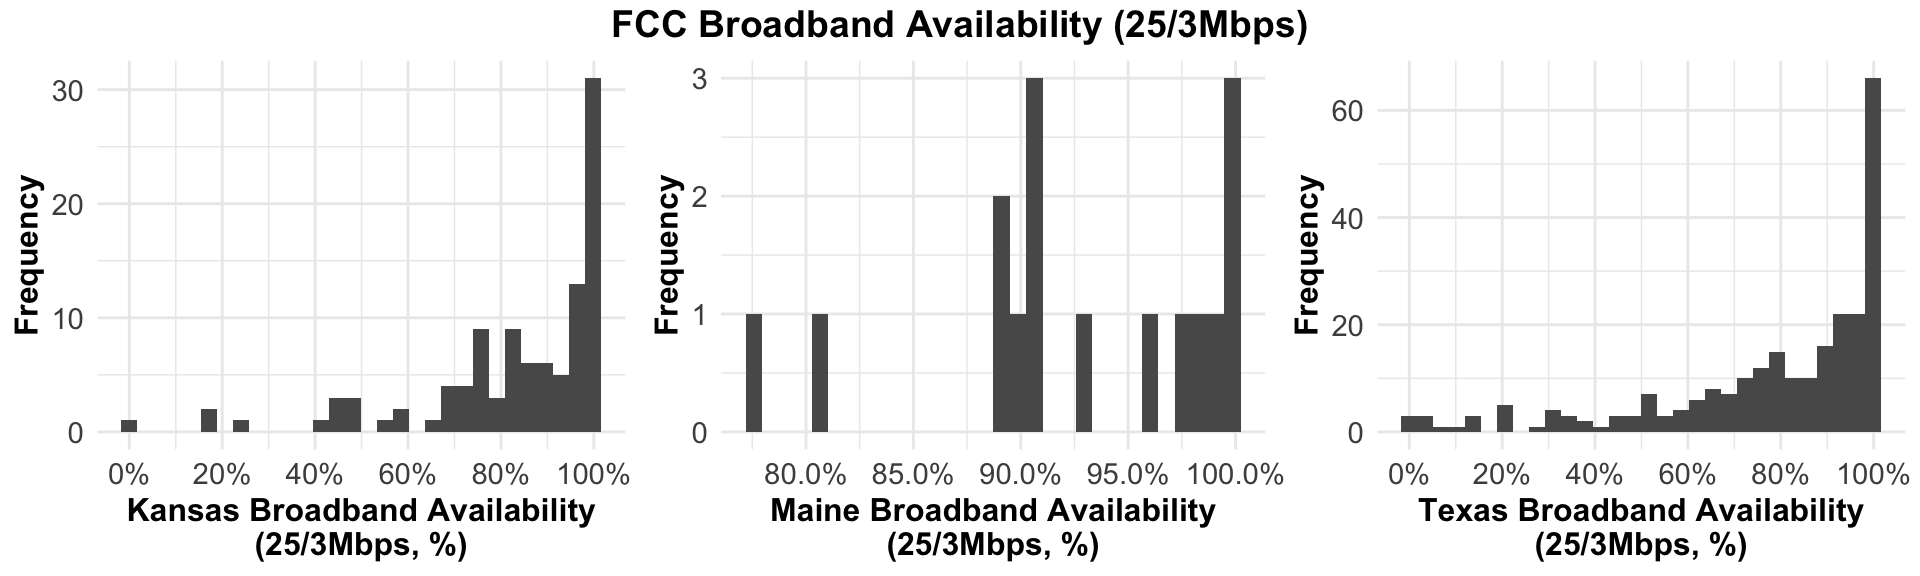 FCC Broadband Availability (25/3Mbps)
Frequency
30
20
10
0
0% 20% 40% 60% 80% 100%
Kansas Broadband Availability
(25/3Mbps, %)
Frequency
3
2
1
0
80.0% 85.0% 90.0% 95.0% 100.0%
Maine Broadband Availability
(25/3Mbps, %)
Frequency
60
40
20
0
0% 20% 40% 60% 80% 100%
Texas Broadband Availability
(25/3Mbps, %)